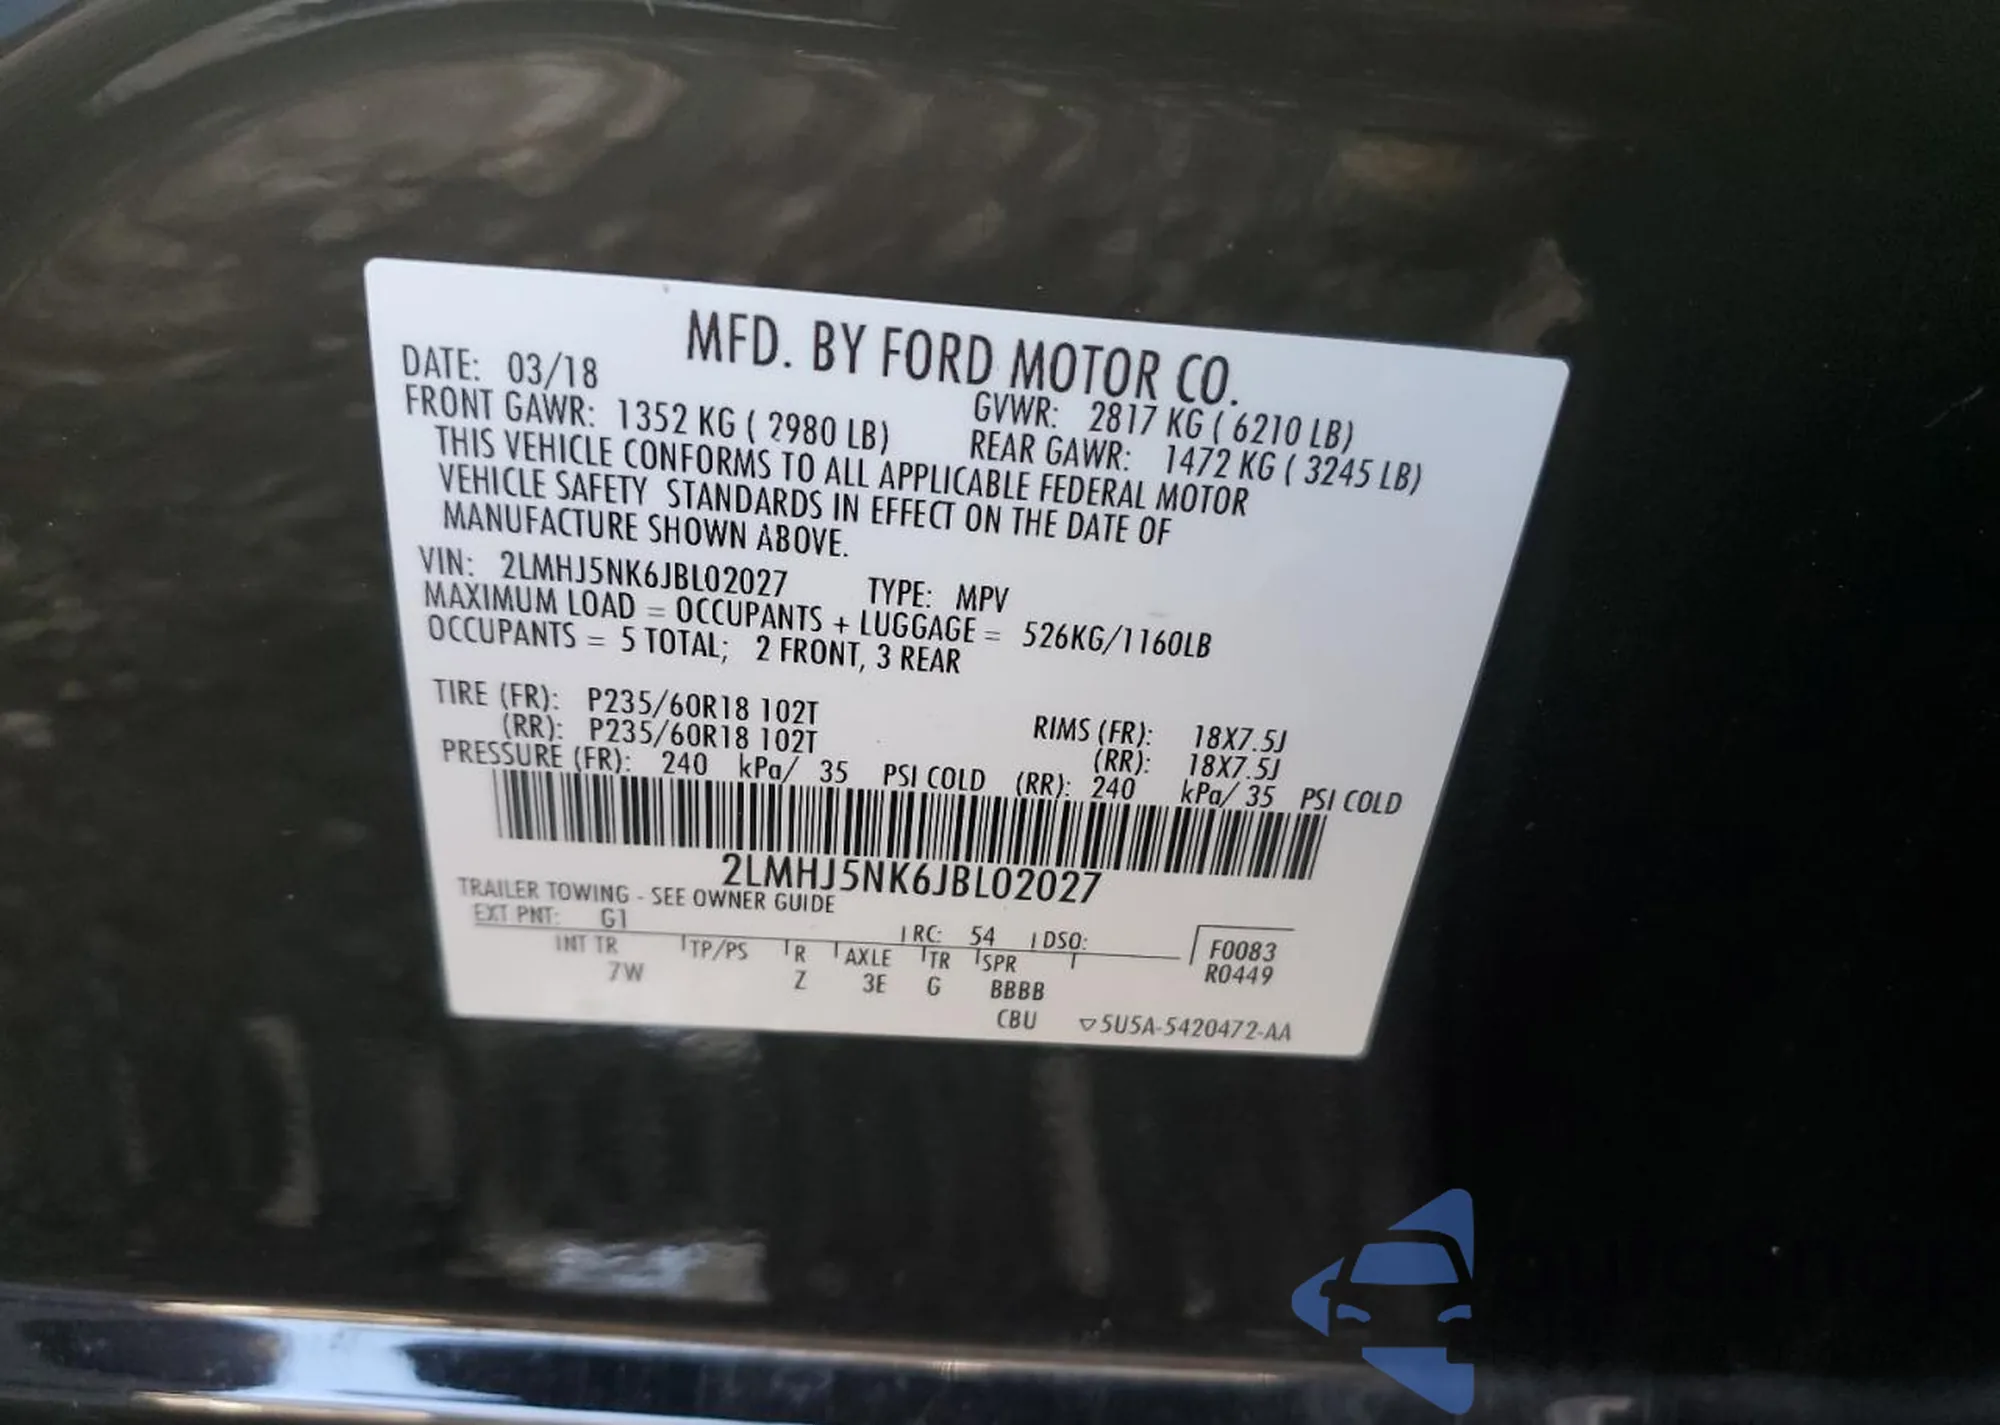 MFD. BY FORD MOTOR CO.
DATE: 03/18
GVWR: 2817 KG ( 6210 LB)
FRONT GAWR: 1352 KG ( 2980 LB)
REAR GAWR: 1472 KG ( 3245 LB)
THIS VEHICLE CONFORMS TO ALL APPLICABLE FEDERAL MOTOR
VEHICLE SAFETY STANDARDS IN EFFECT ON THE DATE OF
MANUFACTURE SHOWN ABOVE.
VIN: 2LMHJ5NK6JBL02027 TYPE: MPV
MAXIMUM LOAD = OCCUPANTS + LUGGAGE = 526KG/1160LB
OCCUPANTS = 5 TOTAL; 2 FRONT, 3 REAR
TIRE (FR): P235/60R18 102T RIMS (FR): 18X7.5J
(RR): P235/60R18 102T (RR): 18X7.5J
PRESSURE (FR): 240 kPa/ 35 PSI COLD (RR): 240 kPa/ 35 PSI COLD
2LMHJ5NK6JBL02027
TRAILER TOWING - SEE OWNER GUIDE
EXT PNT: G1 RC: 54 DSO: F0083
INT TR TP/PS R AXLE TR SPR R0449
7W Z 3E G BBBB
CBU ▽5U5A-5420472-AA